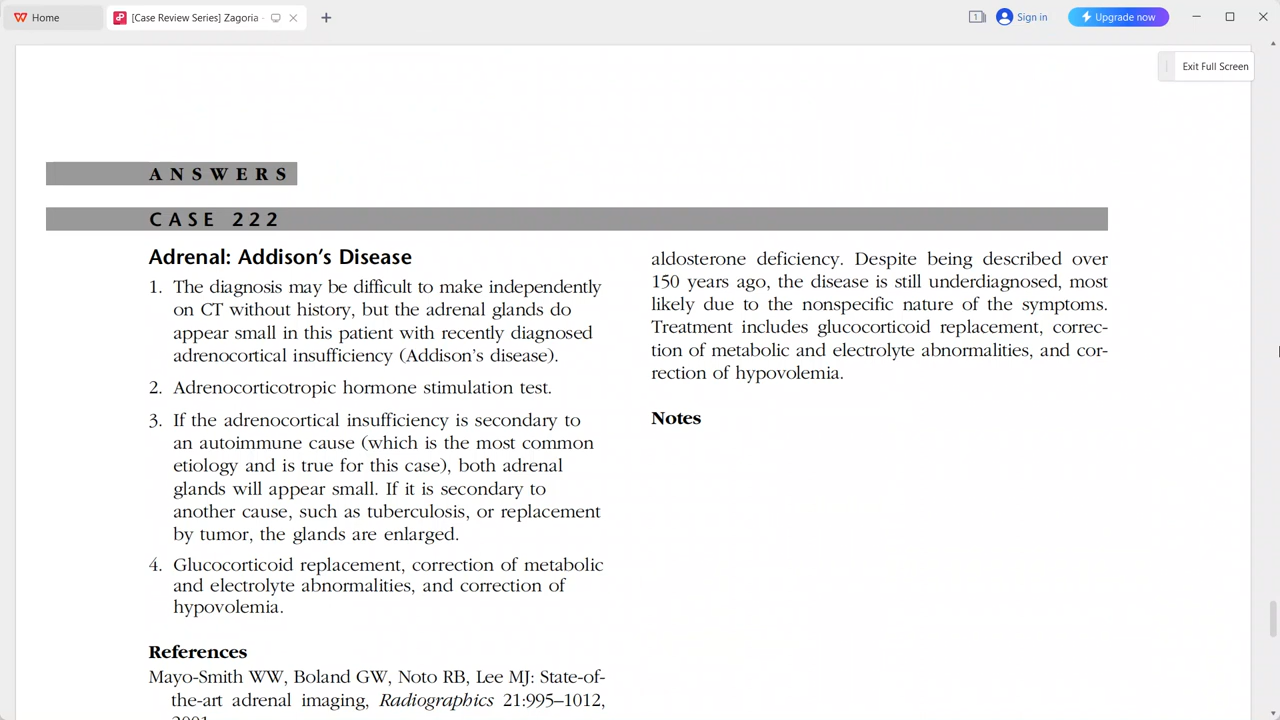 Home
[Case Review Series] Zagoria
Sign in
Upgrade now
Exit Full Screen
ANSWERS
CASE 222
Adrenal: Addison’s Disease
1. The diagnosis may be difficult to make independently
on CT without history, but the adrenal glands do
appear small in this patient with recently diagnosed
adrenocortical insufficiency (Addison’s disease).
2. Adrenocorticotropic hormone stimulation test.
3. If the adrenocortical insufficiency is secondary to
an autoimmune cause (which is the most common
etiology and is true for this case), both adrenal
glands will appear small. If it is secondary to
another cause, such as tuberculosis, or replacement
by tumor, the glands are enlarged.
4. Glucocorticoid replacement, correction of metabolic
and electrolyte abnormalities, and correction of
hypovolemia.
References
Mayo-Smith WW, Boland GW, Noto RB, Lee MJ: State-of-
the-art adrenal imaging, Radiographics 21:995–1012,
2001
aldosterone deficiency. Despite being described over
150 years ago, the disease is still underdiagnosed, most
likely due to the nonspecific nature of the symptoms.
Treatment includes glucocorticoid replacement, correc-
tion of metabolic and electrolyte abnormalities, and cor-
rection of hypovolemia.
Notes